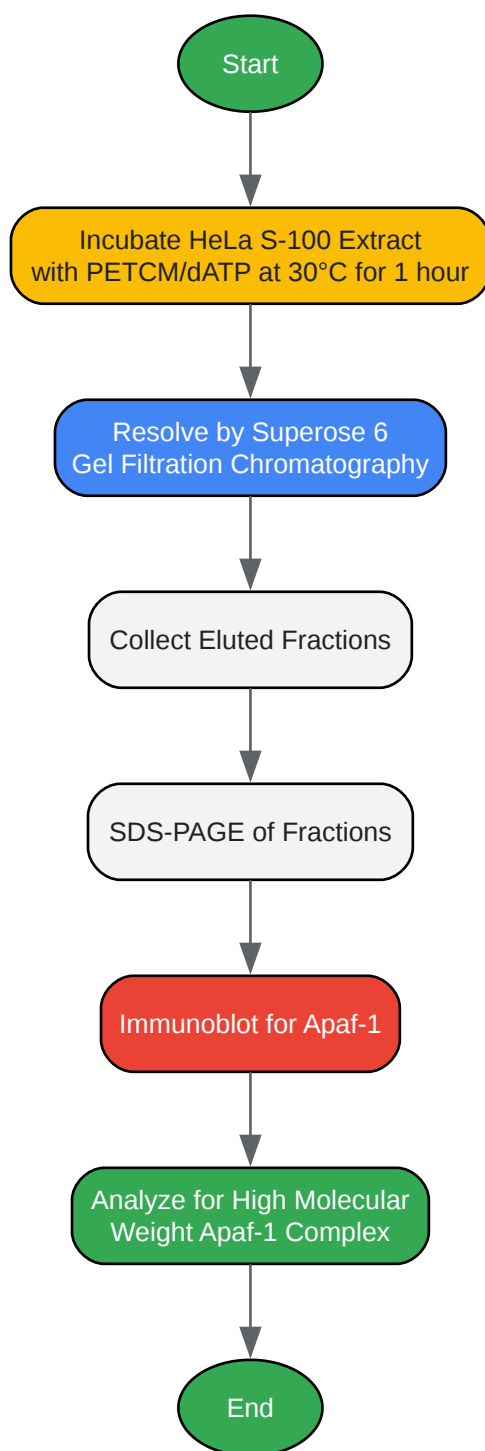 Start
Incubate HeLa S-100 Extract
with PETCM/dATP at 30°C for 1 hour
Resolve by Superose 6
Gel Filtration Chromatography
Collect Eluted Fractions
SDS-PAGE of Fractions
Immunoblot for Apaf-1
Analyze for High Molecular
Weight Apaf-1 Complex
End